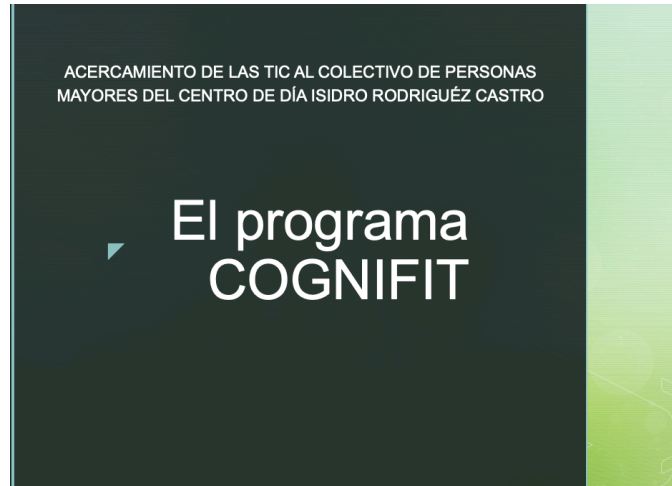 ACERCAMIENTO DE LAS TIC AL COLECTIVO DE PERSONAS
MAYORES DEL CENTRO DE DÍA ISIDRO RODRIGUÉZ CASTRO
El programa
COGNIFIT